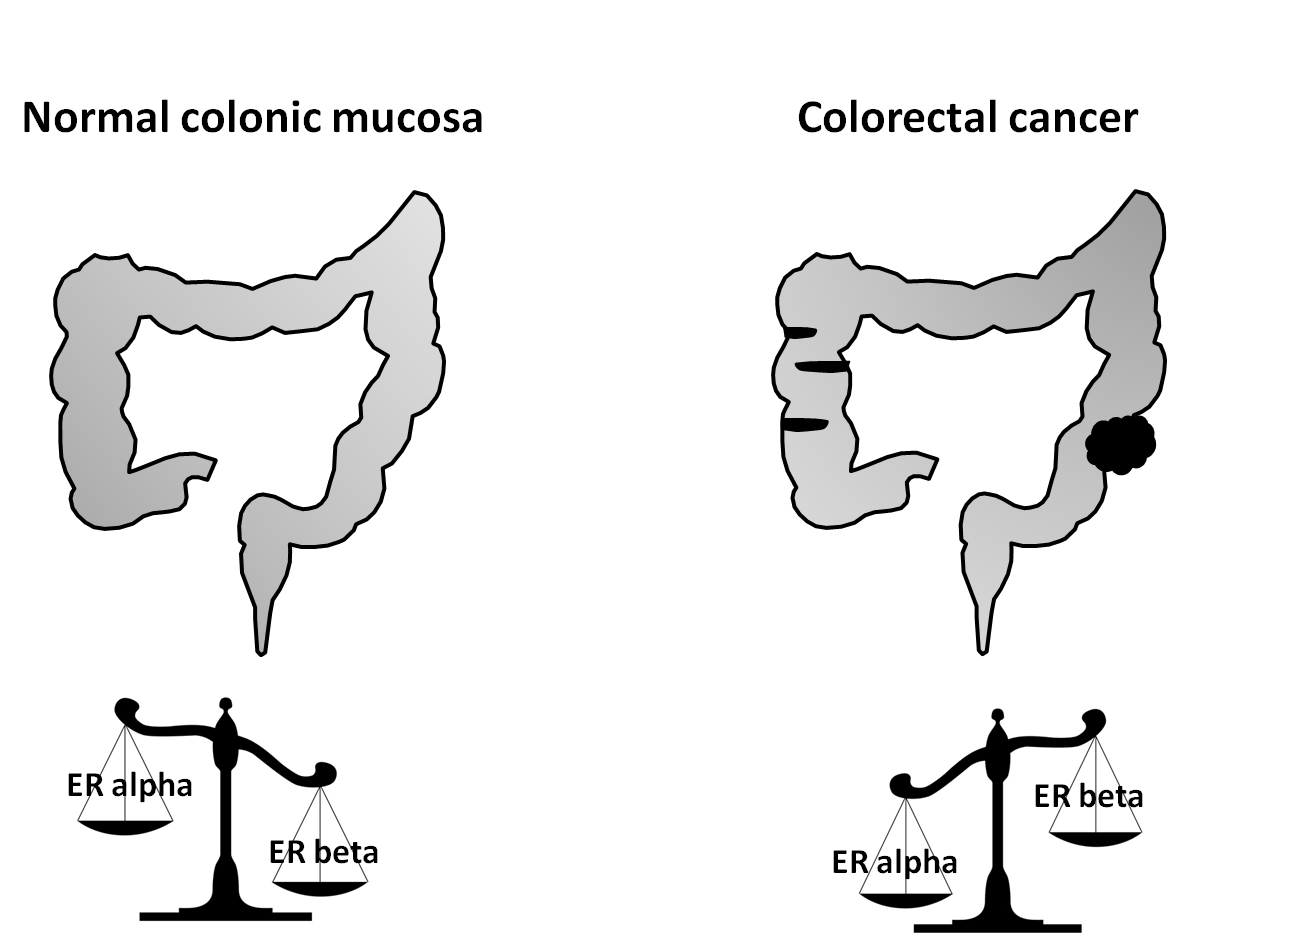 Normal colonic mucosa
Colorectal cancer
ER alpha
ER beta
ER beta
ER alpha